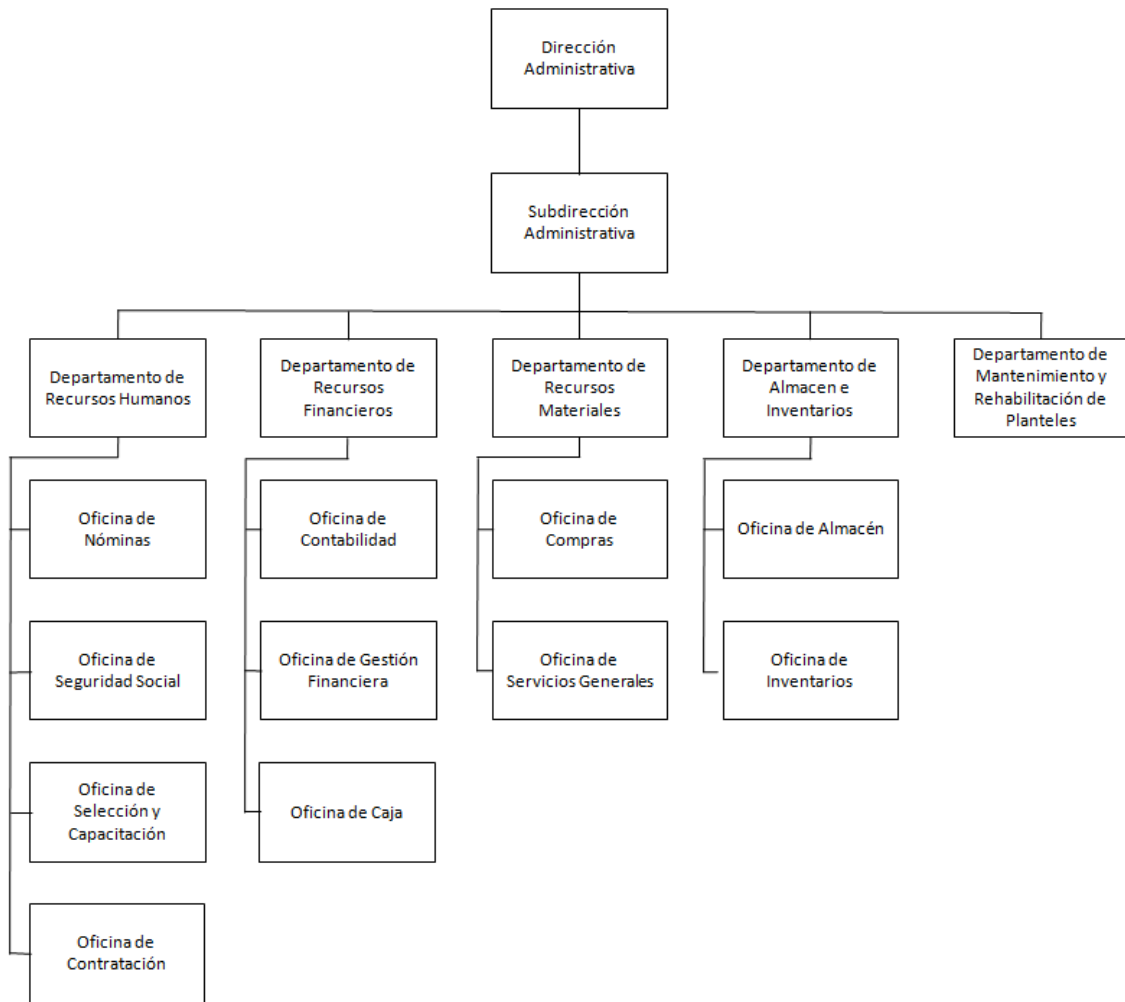 Dirección
Administrativa
Subdirección
Administrativa
Departamento de
Recursos Humanos
Departamento de
Recursos
Financieros
Departamento de
Recursos
Materiales
Departamento de
Almacen e
Inventarios
Departamento de
Mantenimiento y
Rehabilitación de
Planteles
Oficina de
Nóminas
Oficina de
Contabilidad
Oficina de
Compras
Oficina de Almacén
Oficina de
Seguridad Social
Oficina de Gestión
Financiera
Oficina de
Servicios Generales
Oficina de
Inventarios
Oficina de
Selección y
Capacitación
Oficina de Caja
Oficina de
Contratación